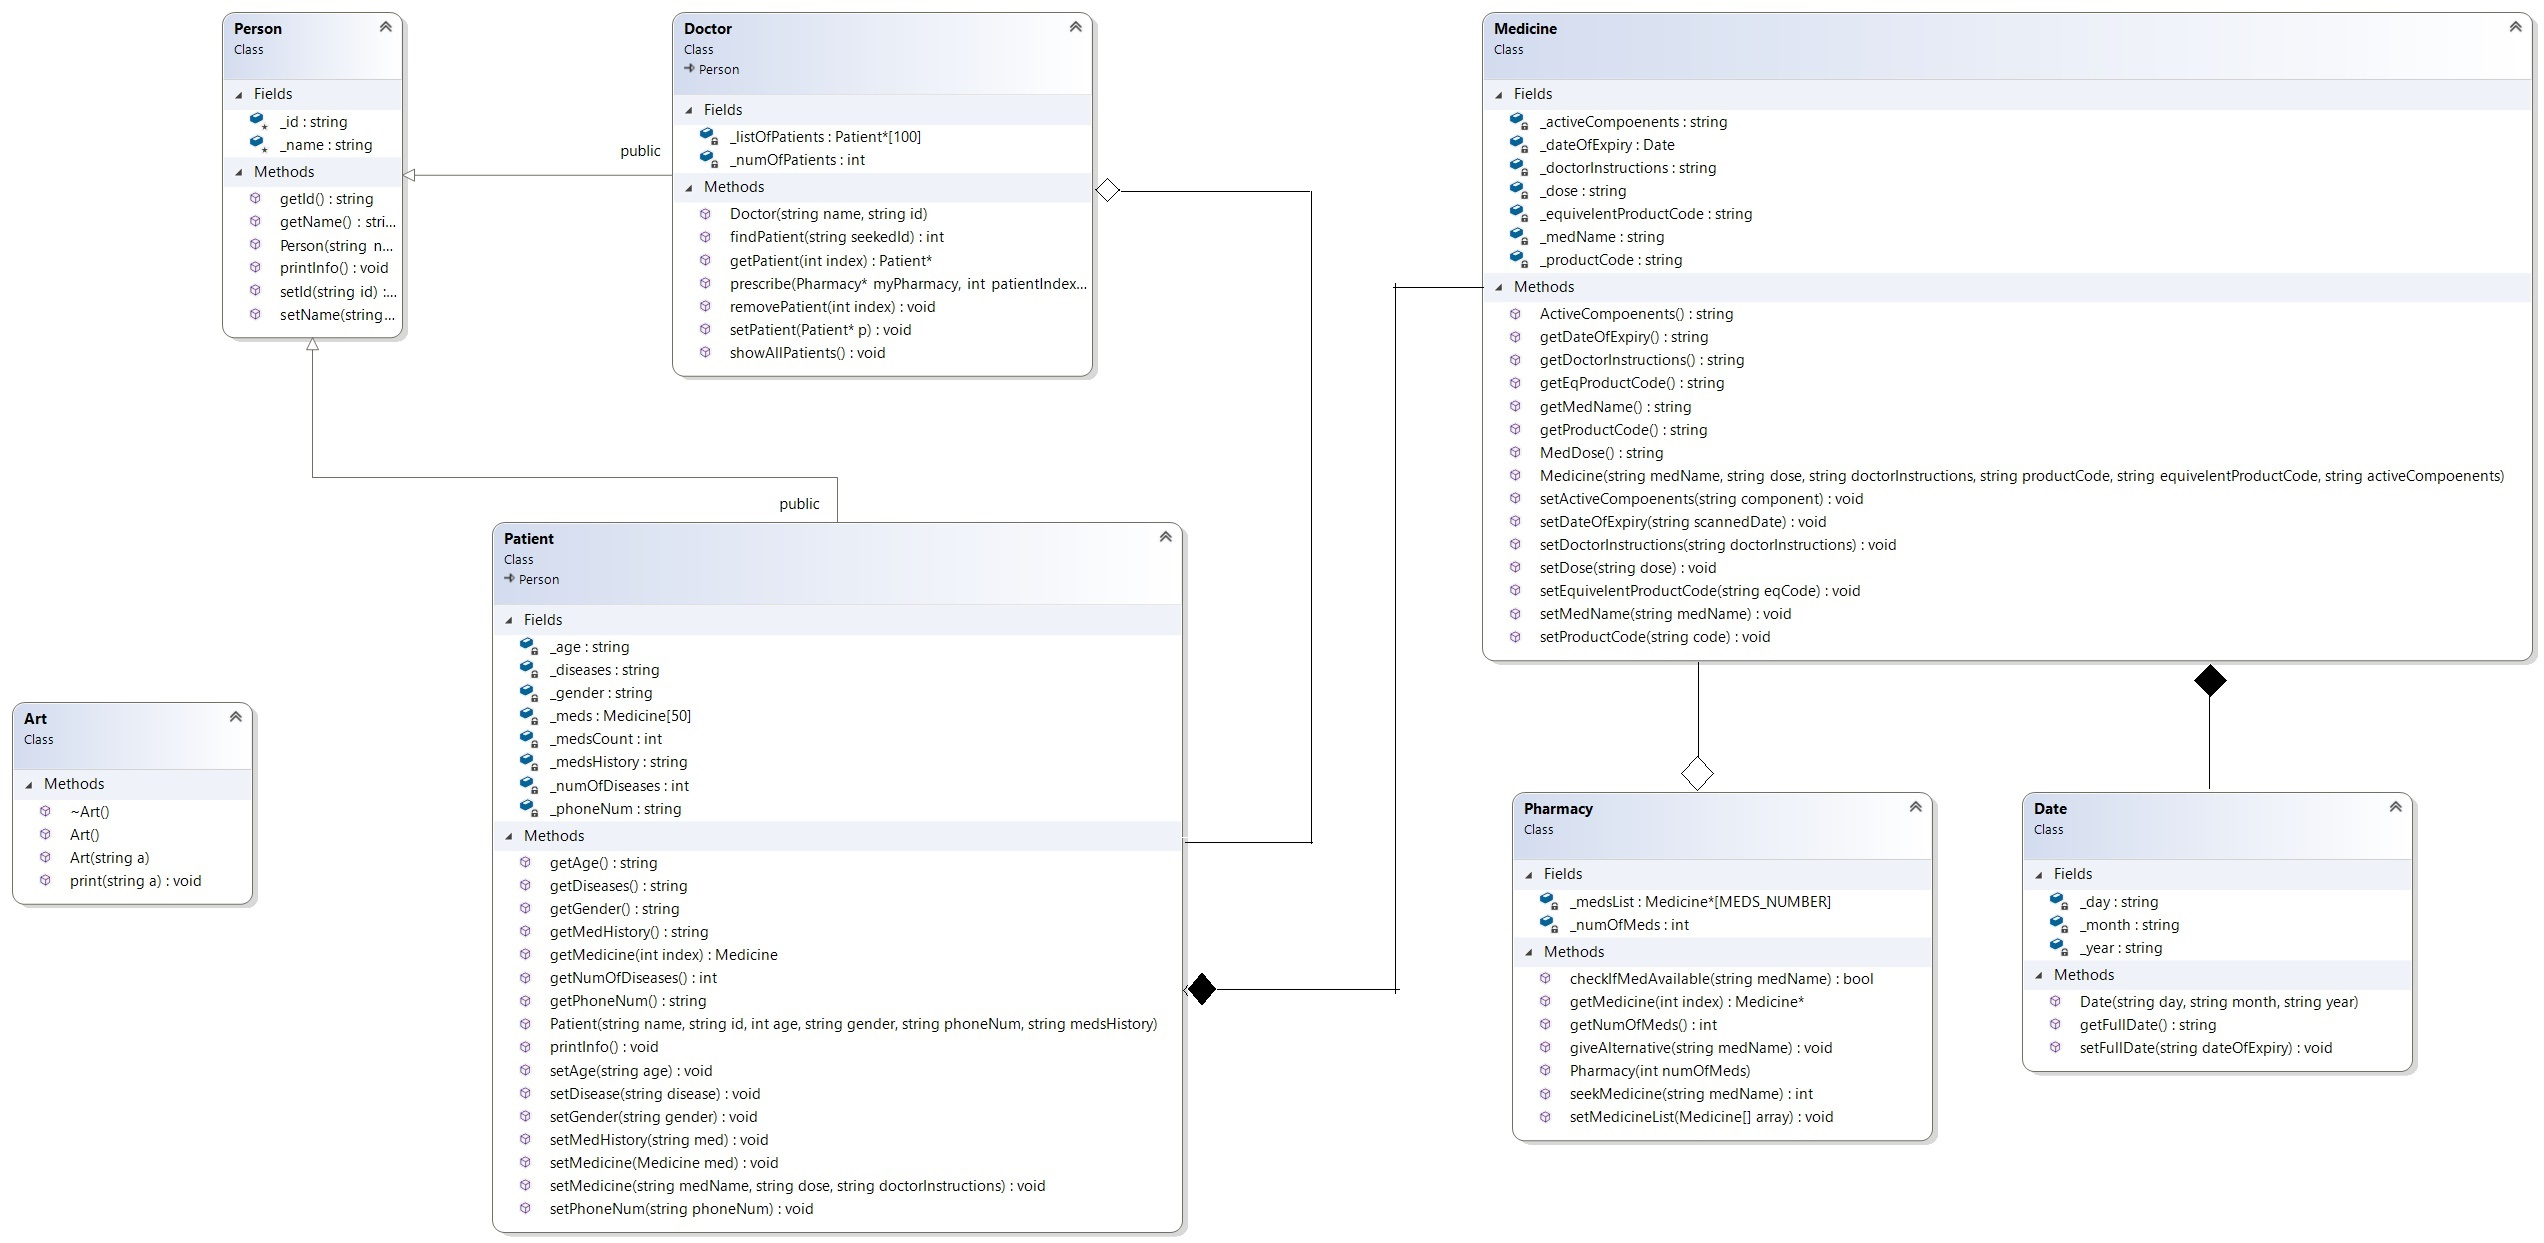 Person
Class
Fields
_id : string
_name : string
Methods
getId() : string
getName() : stri...
Person(string n...
printInfo() : void
setId(string id) :...
setName(string...
public
Doctor
Class
Person
Fields
_listOfPatients : Patient*[100]
_numOfPatients : int
Methods
Doctor(string name, string id)
findPatient(string seekedId) : int
getPatient(int index) : Patient*
prescribe(Pharmacy* myPharmacy, int patientIndex...
removePatient(int index) : void
setPatient(Patient* p) : void
showAllPatients() : void
Medicine
Class
Fields
_activeCompoenents : string
_dateOfExpiry : Date
_doctorInstructions : string
_dose : string
_equivelentProductCode : string
_medName : string
_productCode : string
Methods
ActiveCompoenents() : string
getDateOfExpiry() : string
getDoctorInstructions() : string
getEqProductCode() : string
getMedName() : string
getProductCode() : string
MedDose() : string
Medicine(string medName, string dose, string doctorInstructions, string productCode, string equivelentProductCode, string activeCompoenents)
setActiveCompoenents(string component) : void
setDateOfExpiry(string scannedDate) : void
setDoctorInstructions(string doctorInstructions) : void
setDose(string dose) : void
setEquivelentProductCode(string eqCode) : void
setMedName(string medName) : void
setProductCode(string code) : void
public
Patient
Class
Person
Fields
_age : string
_diseases : string
_gender : string
_meds : Medicine[50]
_medsCount : int
_medsHistory : string
_numOfDiseases : int
_phoneNum : string
Methods
getAge() : string
getDiseases() : string
getGender() : string
getMedHistory() : string
getMedicine(int index) : Medicine
getNumOfDiseases() : int
getPhoneNum() : string
Patient(string name, string id, int age, string gender, string phoneNum, string medsHistory)
printInfo() : void
setAge(string age) : void
setDisease(string disease) : void
setGender(string gender) : void
setMedHistory(string med) : void
setMedicine(Medicine med) : void
setMedicine(string medName, string dose, string doctorInstructions) : void
setPhoneNum(string phoneNum) : void
Art
Class
Methods
~Art()
Art()
Art(string a)
print(string a) : void
Pharmacy
Class
Fields
_medsList : Medicine*[MEDS_NUMBER]
_numOfMeds : int
Methods
checkIfMedAvailable(string medName) : bool
getMedicine(int index) : Medicine*
getNumOfMeds() : int
giveAlternative(string medName) : void
Pharmacy(int numOfMeds)
seekMedicine(string medName) : int
setMedicineList(Medicine[] array) : void
Date
Class
Fields
_day : string
_month : string
_year : string
Methods
Date(string day, string month, string year)
getFullDate() : string
setFullDate(string dateOfExpiry) : void